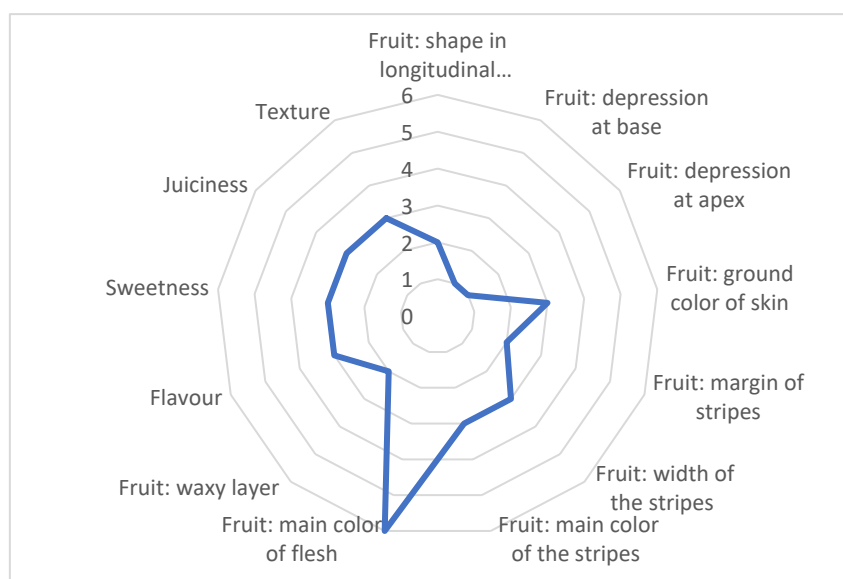 Fruit: shape in
longitudinal...
Fruit: depression
at base
Fruit: depression
at apex
Fruit: ground
color of skin
Fruit: margin of
stripes
Fruit: width of
the stripes
Fruit: main color
of the stripes
Fruit: main color
of flesh
Fruit: waxy layer
Flavour
Sweetness
Juiciness
Texture
6
5
4
3
2
1
0